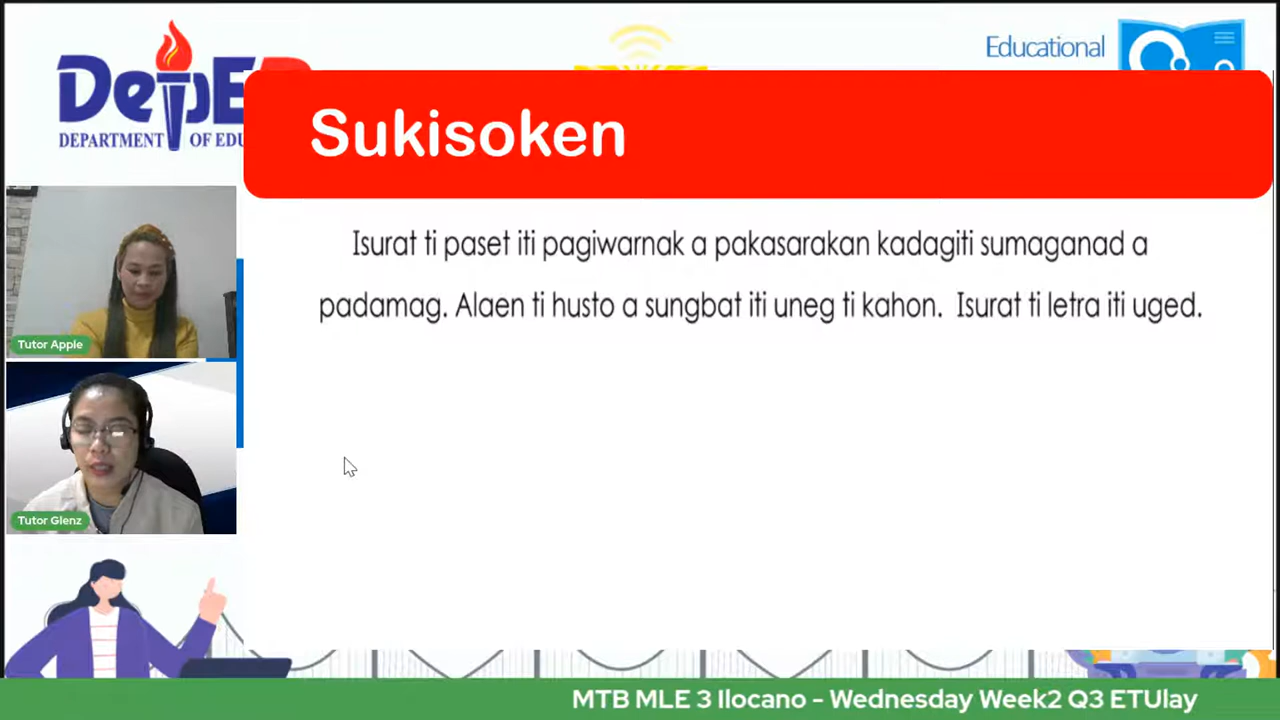 DepED
DEPARTMENT OF EDU
Educational
Sukisoken
Isurat ti paset iti pagiwarnak a pakasarakan kadagiti sumaganad a
padamag. Alaen ti husto a sungbat iti uneg ti kahon. Isurat ti letra iti uged.
Tutor Apple
Tutor Glenz
MTB MLE 3 Ilocano - Wednesday Week2 Q3 ETUlay